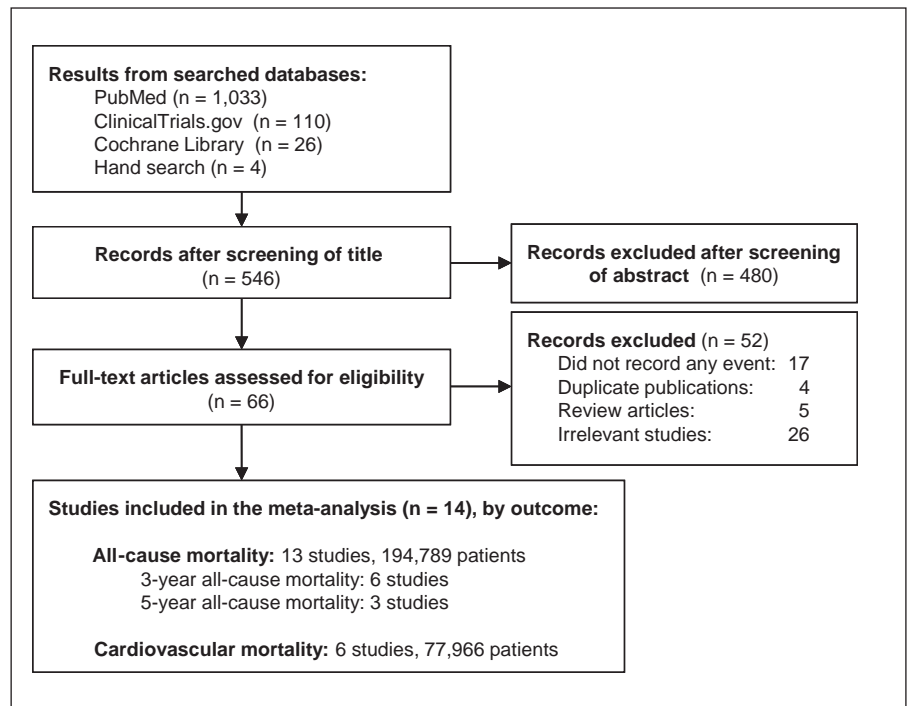 Results from searched databases:
PubMed (n = 1,033)
ClinicalTrials.gov (n = 110)
Cochrane Library (n = 26)
Hand search (n = 4)
Records after screening of title
(n = 546)
Records excluded after screening
of abstract (n = 480)
Full-text articles assessed for eligibility
(n = 66)
Records excluded (n = 52)
Did not record any event: 17
Duplicate publications: 4
Review articles: 5
Irrelevant studies: 26
Studies included in the meta-analysis (n = 14), by outcome:
All-cause mortality: 13 studies, 194,789 patients
3-year all-cause mortality: 6 studies
5-year all-cause mortality: 3 studies
Cardiovascular mortality: 6 studies, 77,966 patients